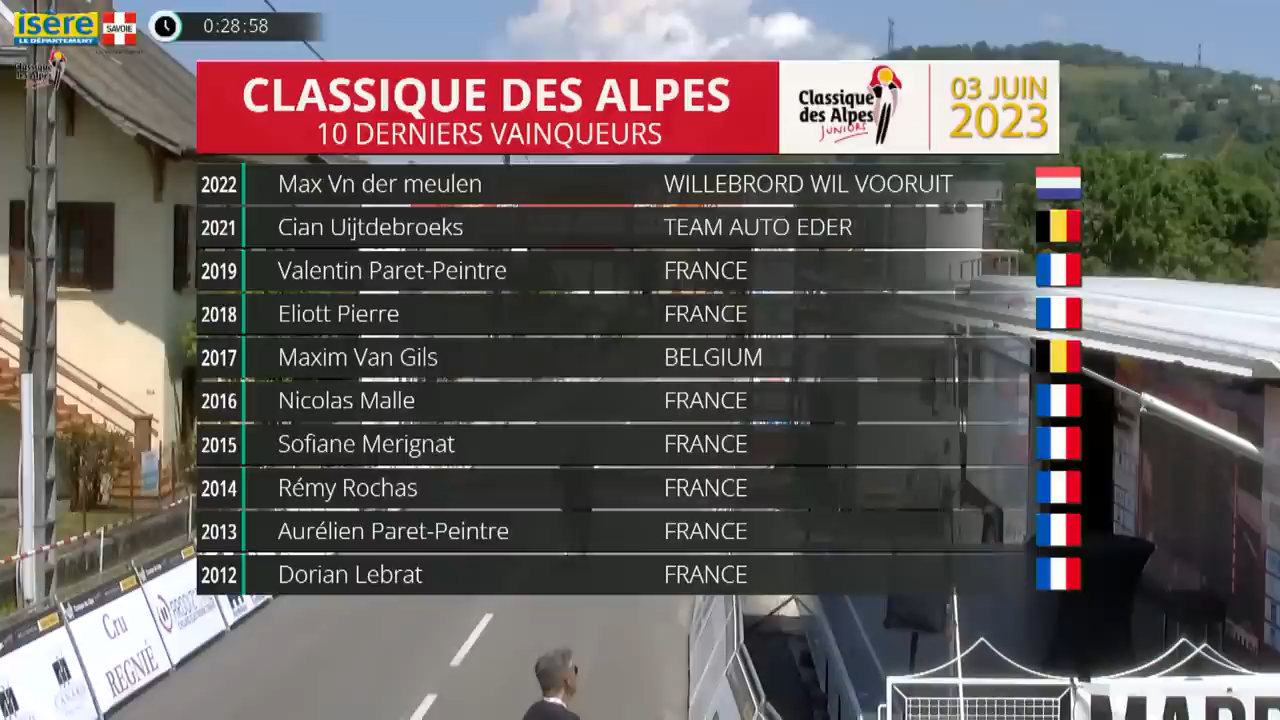 isère
LE DÉPARTEMENT
SAVOIE
0:28:58
CLASSIQUE DES ALPES
10 DERNIERS VAINQUEURS
Classique
des Alpes
JUNIORS
03 JUIN
2023
2022 Max Vn der meulen WILLEBRORD WIL VOORUIT
2021 Cian Uijtdebroeks TEAM AUTO EDER
2019 Valentin Paret-Peintre FRANCE
2018 Eliott Pierre FRANCE
2017 Maxim Van Gils BELGIUM
2016 Nicolas Malle FRANCE
2015 Sofiane Merignat FRANCE
2014 Rémy Rochas FRANCE
2013 Aurélien Paret-Peintre FRANCE
2012 Dorian Lebrat FRANCE
Cru
REGNIÉ